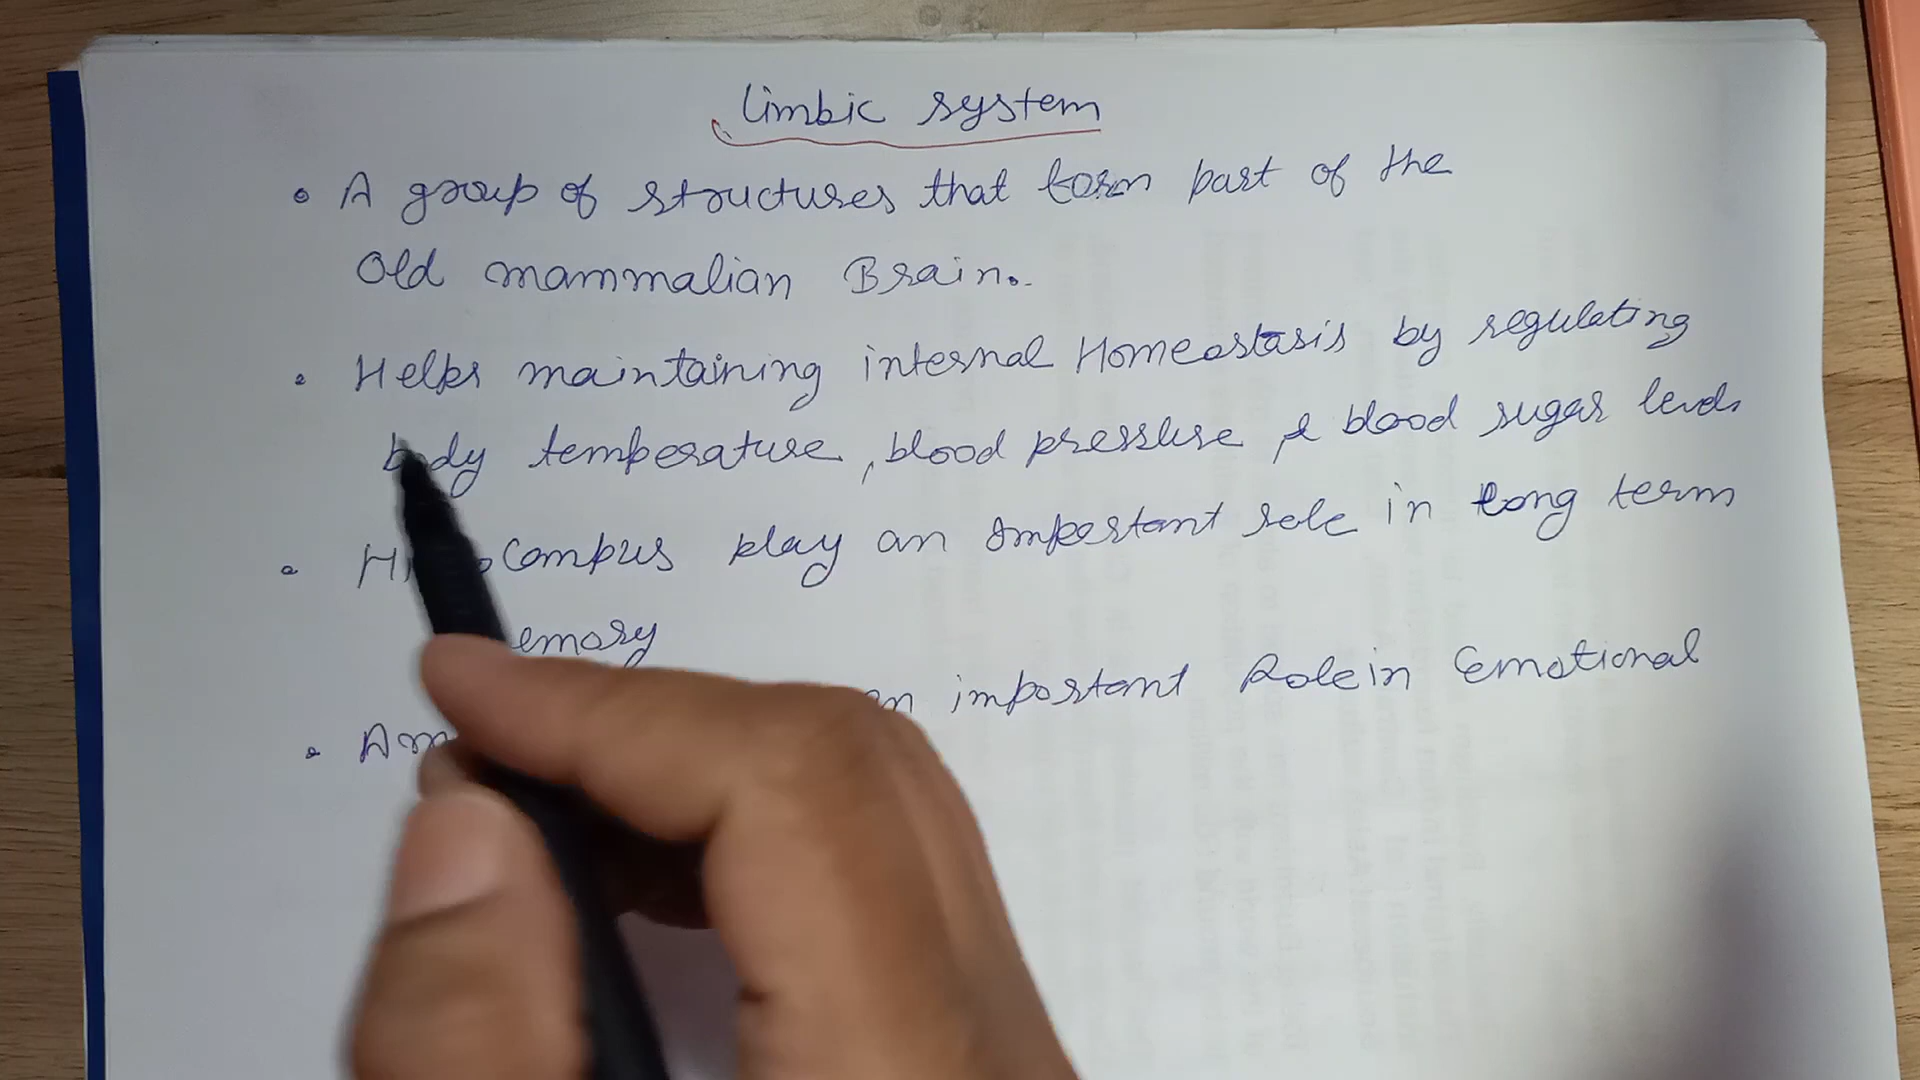 Limbic system
• A group of structures that form part of the
Old mammalian Brain.
• Helps maintaining internal Homeostasis by regulating
body temperature, blood pressure & blood sugar levels
• campus play an important role in long term
emory
• Am an important Role in Emotional